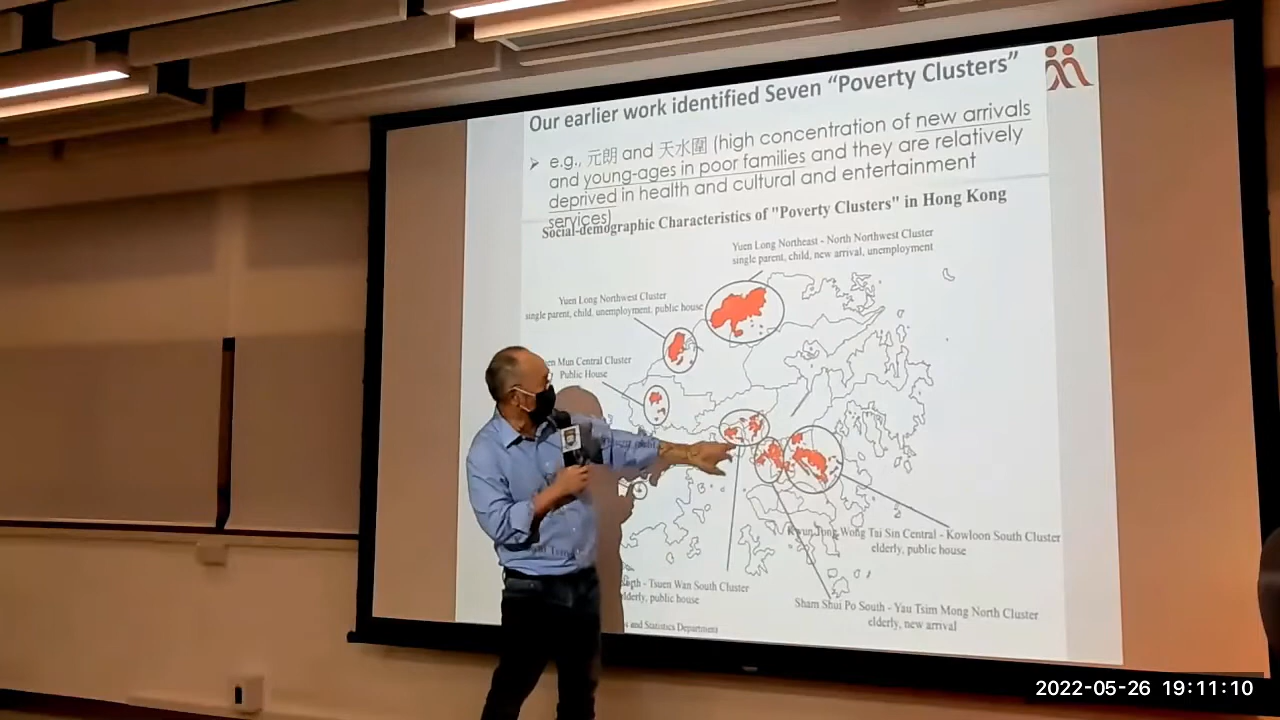 Our earlier work identified Seven “Poverty Clusters”
➢ e.g., 元朗 and 天水圍 (high concentration of new arrivals
and young-ages in poor families and they are relatively
deprived in health and cultural and entertainment
services)
Social-demographic Characteristics of "Poverty Clusters" in Hong Kong
Yuen Long Northeast - North Northwest Cluster
single parent, child, new arrival, unemployment
Yuen Long Northwest Cluster
single parent, child, unemployment, public house
Mun Central Cluster
Public House
Kwun Tong Wong Tai Sin Central - Kowloon South Cluster
elderly, public house
- Tsuen Wan South Cluster
elderly, public house
Sham Shui Po South - Yau Tsim Mong North Cluster
elderly, new arrival
and Statistics Department
2022-05-26 19:11:10